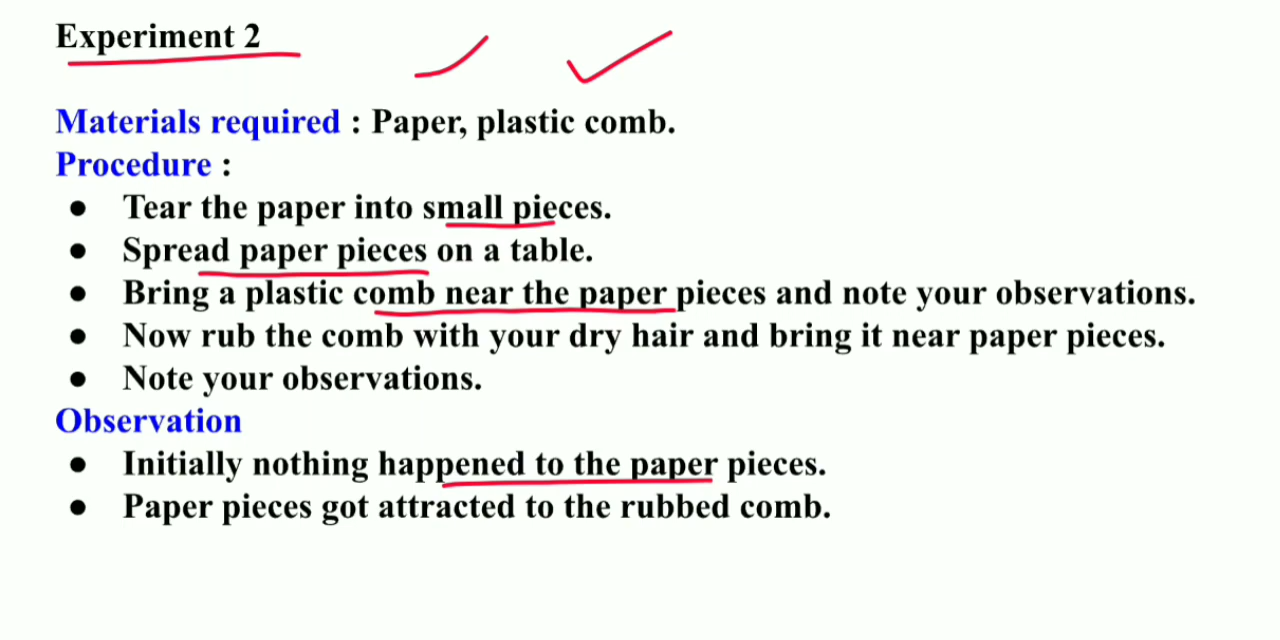 Experiment 2
Materials required : Paper, plastic comb.
Procedure :
● Tear the paper into small pieces.
● Spread paper pieces on a table.
● Bring a plastic comb near the paper pieces and note your observations.
● Now rub the comb with your dry hair and bring it near paper pieces.
● Note your observations.
Observation
● Initially nothing happened to the paper pieces.
● Paper pieces got attracted to the rubbed comb.